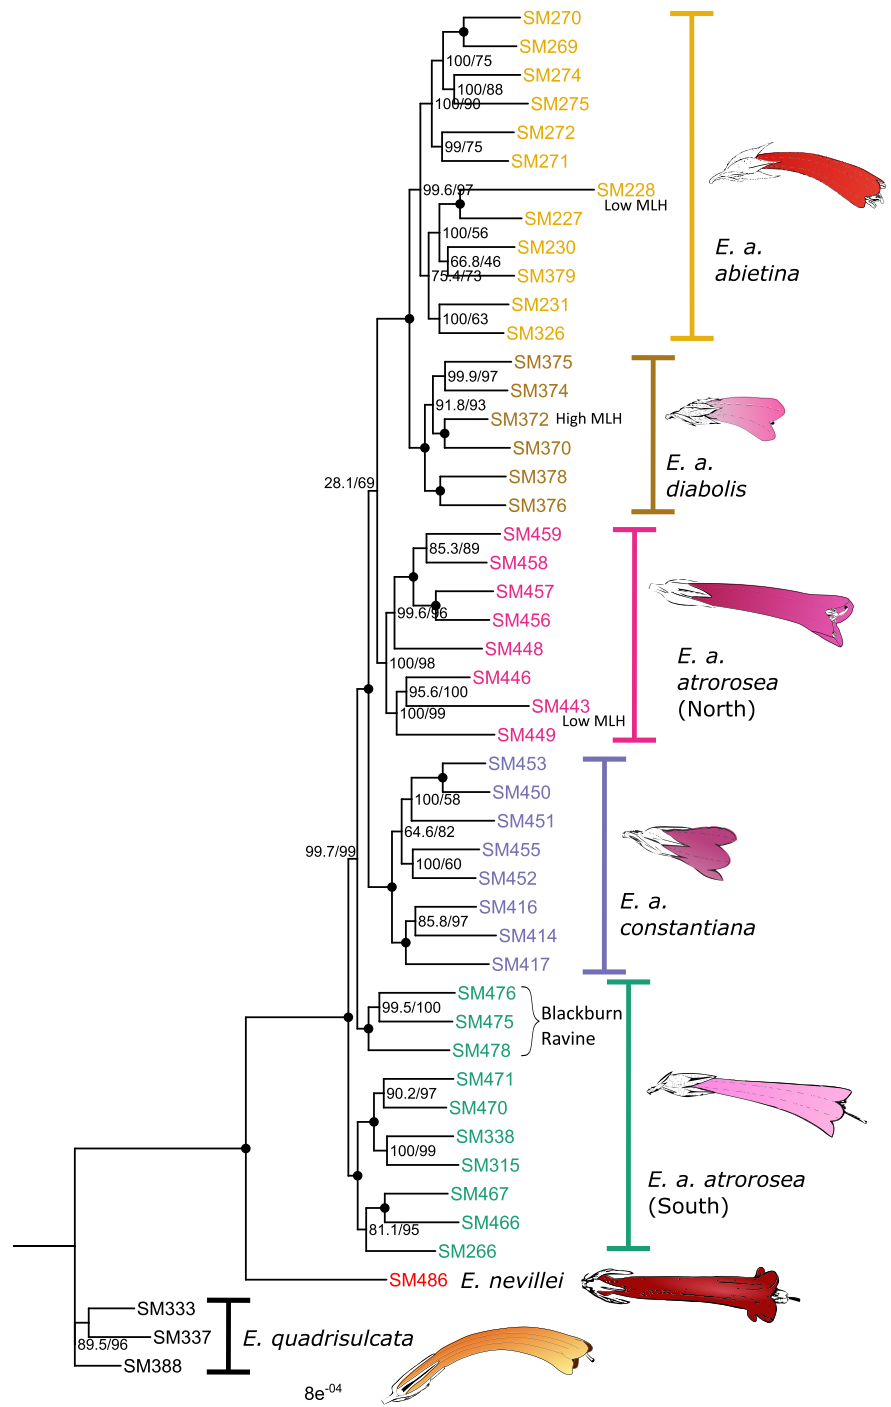 SM270
SM269
100/75
SM274
100/88
SM275
100/90
SM272
99/75
SM271
99.6/97
SM228
Low MLH
SM227
100/56
SM230
66.8/46
SM379
75.4/73
SM231
100/63
SM326
E. a.
abietina
SM375
99.9/97
SM374
91.8/93
SM372 High MLH
SM370
SM378
SM376
E. a.
diabolis
28.1/69
SM459
85.3/89
SM458
SM457
99.6/96
SM456
SM448
100/98
SM446
95.6/100
SM443
Low MLH
100/99
SM449
E. a.
atrorosea
(North)
SM453
100/58
SM450
SM451
64.6/82
SM455
100/60
SM452
99.7/99
SM416
85.8/97
SM414
SM417
E. a.
constantiana
SM476
99.5/100
SM475
SM478
Blackburn
Ravine
SM471
90.2/97
SM470
SM338
100/99
SM315
SM467
SM466
81.1/95
SM266
E. a. atrorosea
(South)
SM486 E. nevillei
SM333
SM337
89.5/96
SM388
E. quadrisulcata
8e-04